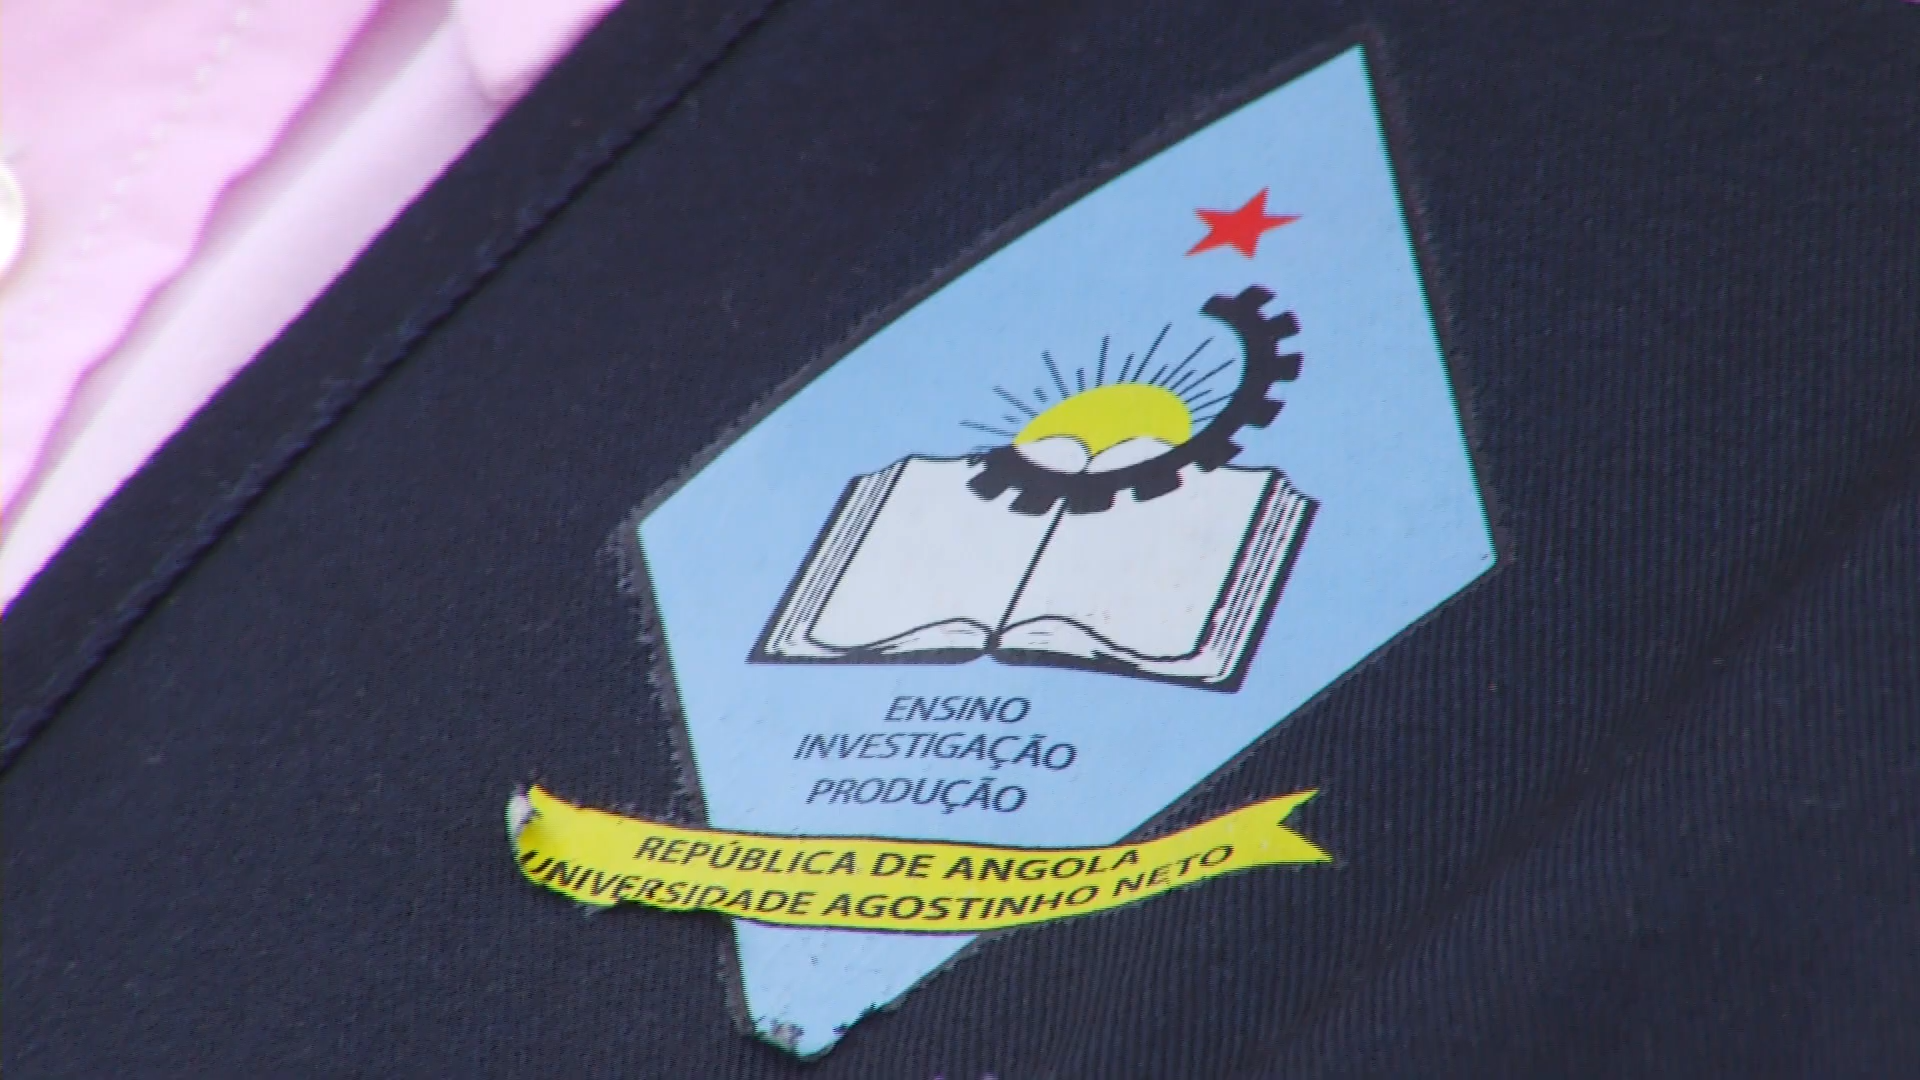 ENSINO
INVESTIGAÇÃO
PRODUÇÃO
REPÚBLICA DE ANGOLA
UNIVERSIDADE AGOSTINHO NETO